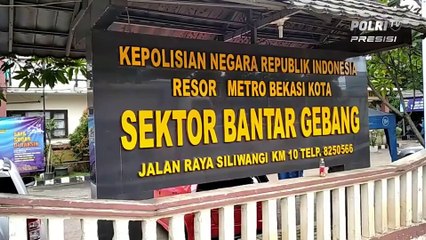 POLRI TV
PRESISI
KEPOLISIAN NEGARA REPUBLIK INDONESIA
RESOR METRO BEKASI KOTA
SEKTOR BANTAR GEBANG
JALAN RAYA SILIWANGI KM 10 TELP. 8250566